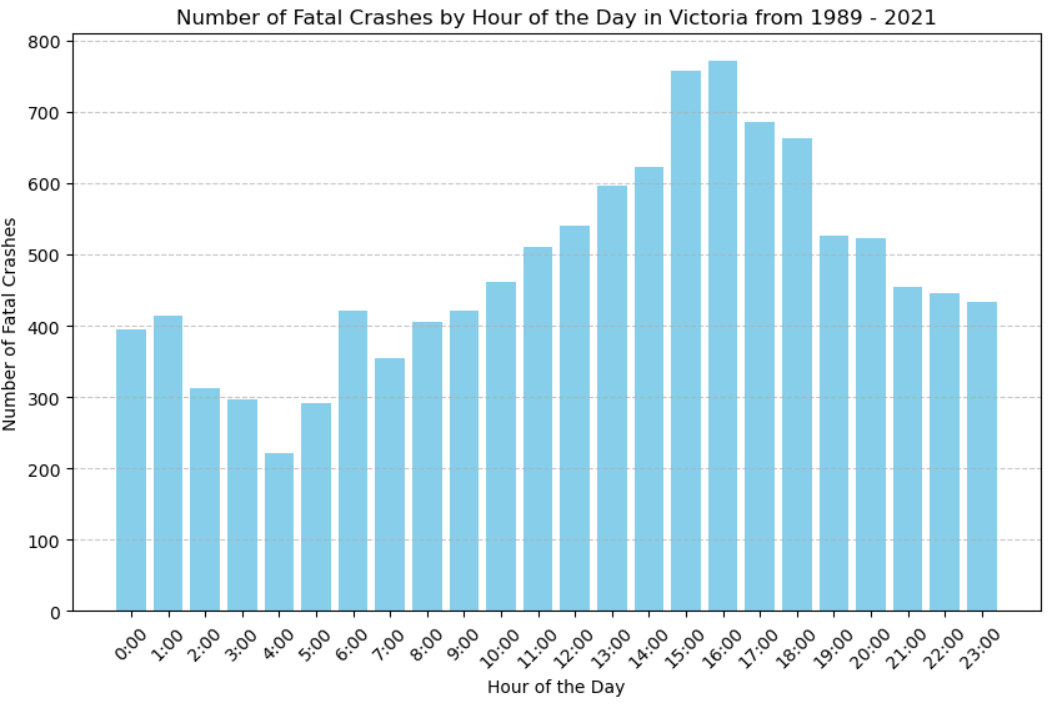 Number of Fatal Crashes by Hour of the Day in Victoria from 1989 - 2021
Number of Fatal Crashes
800
700
600
500
400
300
200
100
0
0:00 1:00 2:00 3:00 4:00 5:00 6:00 7:00 8:00 9:00 10:00 11:00 12:00 13:00 14:00 15:00 16:00 17:00 18:00 19:00 20:00 21:00 22:00 23:00
Hour of the Day